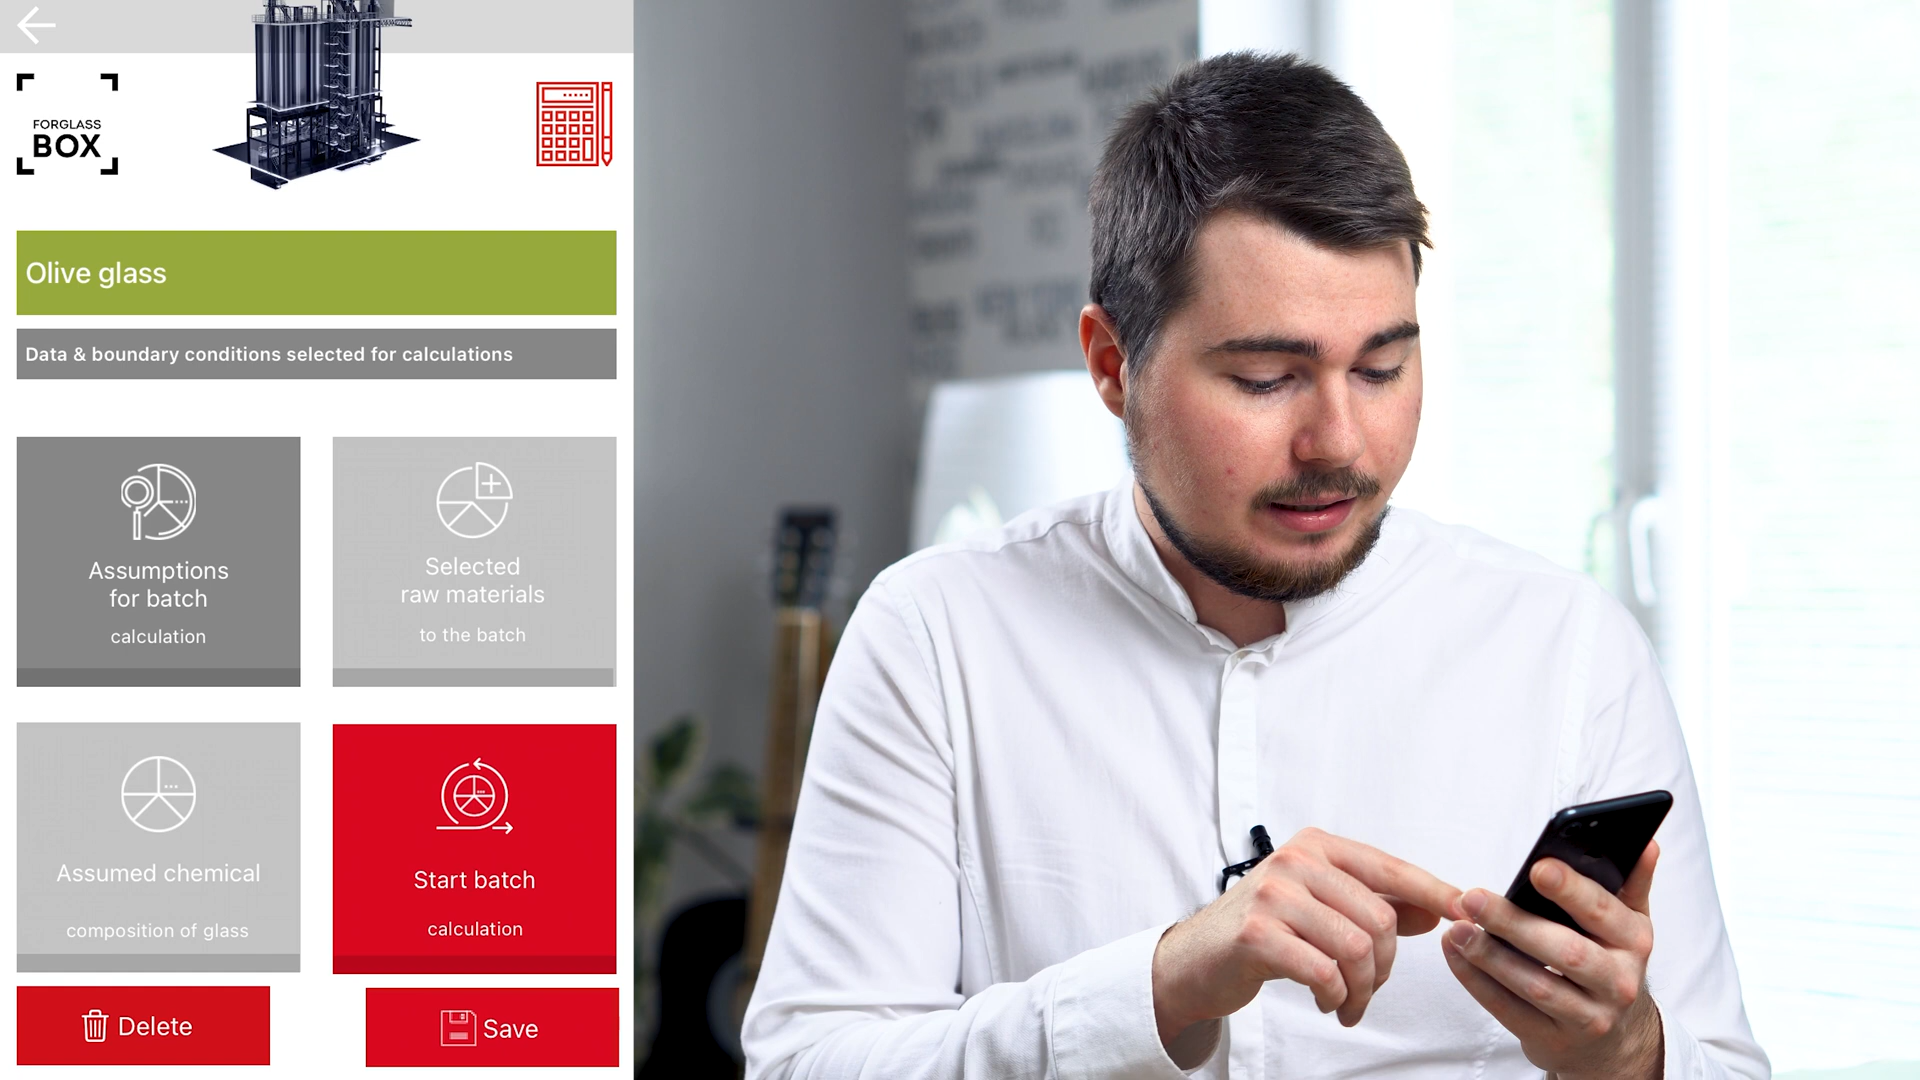 FORGLASS
BOX
Olive glass
Data & boundary conditions selected for calculations
Assumptions
for batch
calculation
Selected
raw materials
to the batch
Assumed chemical
composition of glass
Start batch
calculation
Delete
Save